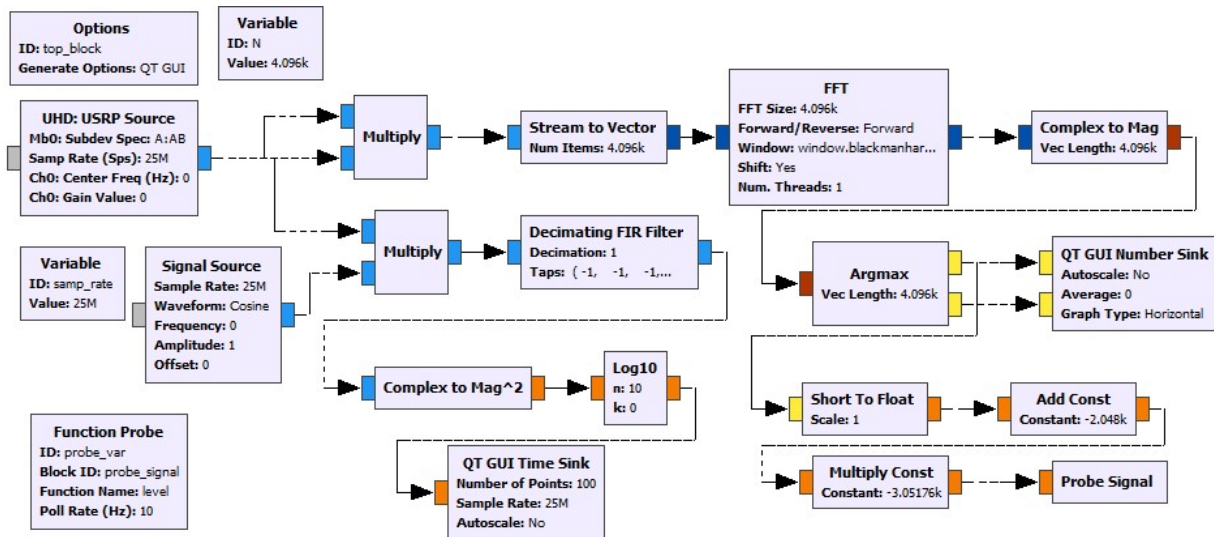 Options
ID: top_block
Generate Options: QT GUI
Variable
ID: N
Value: 4.096k
UHD: USRP Source
Mb0: Subdev Spec: A:AB
Samp Rate (Sps): 25M
Ch0: Center Freq (Hz): 0
Ch0: Gain Value: 0
Multiply
Stream to Vector
Num Items: 4.096k
FFT
FFT Size: 4.096k
Forward/Reverse: Forward
Window: window.blackmanhar...
Shift: Yes
Num. Threads: 1
Complex to Mag
Vec Length: 4.096k
Variable
ID: samp_rate
Value: 25M
Signal Source
Sample Rate: 25M
Waveform: Cosine
Frequency: 0
Amplitude: 1
Offset: 0
Multiply
Decimating FIR Filter
Decimation: 1
Taps: ( -1, -1, -1,...
Argmax
Vec Length: 4.096k
QT GUI Number Sink
Autoscale: No
Average: 0
Graph Type: Horizontal
Complex to Mag^2
Log10
n: 10
k: 0
Short To Float
Scale: 1
Add Const
Constant: -2.048k
Function Probe
ID: probe_var
Block ID: probe_signal
Function Name: level
Poll Rate (Hz): 10
QT GUI Time Sink
Number of Points: 100
Sample Rate: 25M
Autoscale: No
Multiply Const
Constant: -3.05176k
Probe Signal